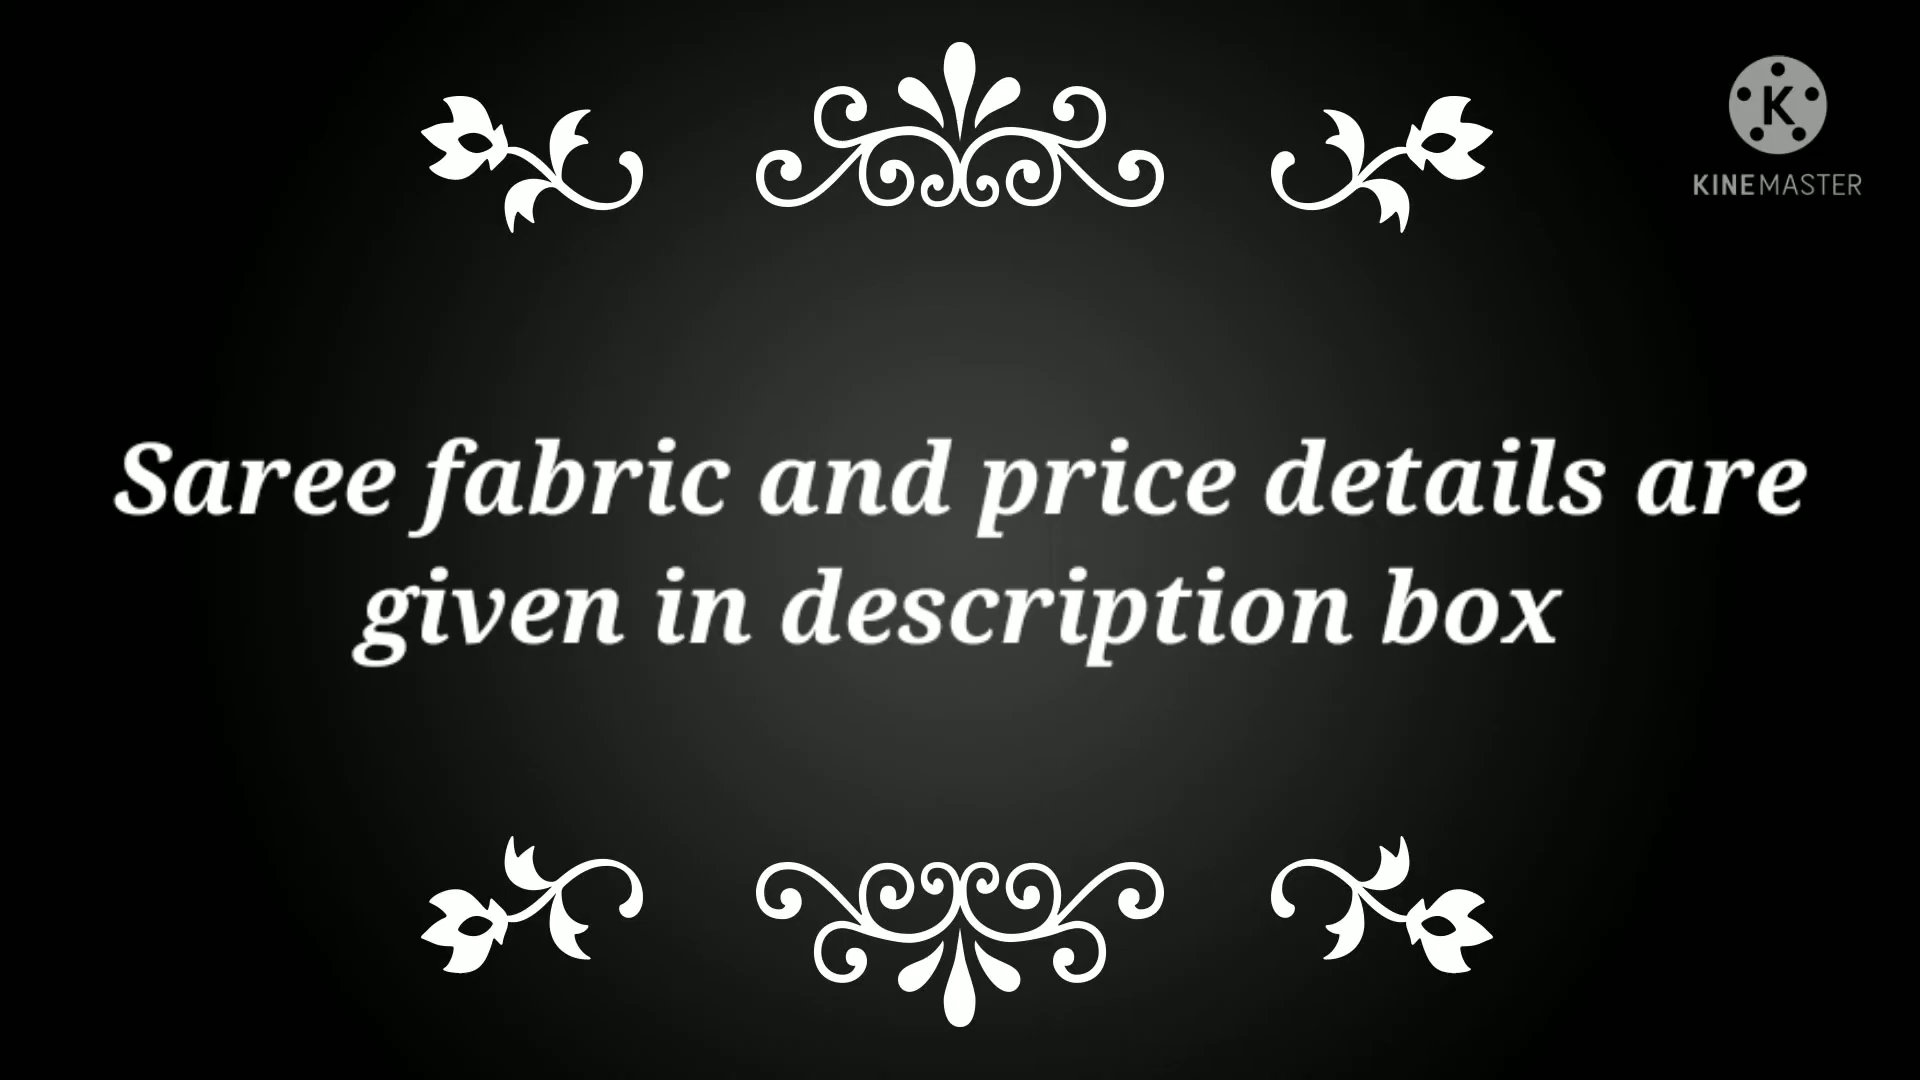 K
KINEMASTER
Saree fabric and price details are
given in description box